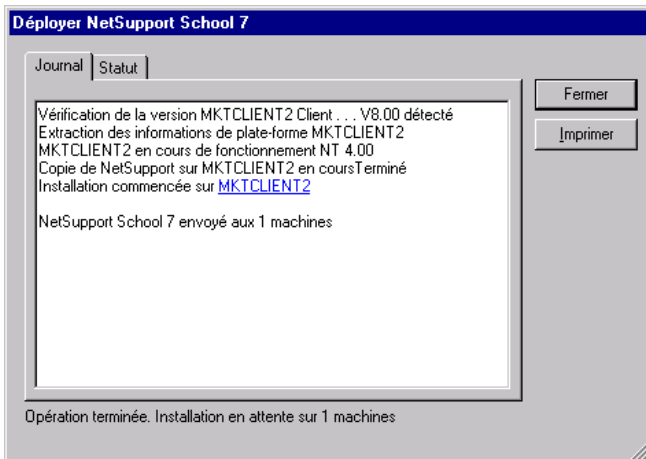 Déployer NetSupport School 7
Journal
Statut
Fermer
Imprimer
Vérification de la version MKTCLIENT2 Client . . . V8.00 détecté
Extraction des informations de plate-forme MKTCLIENT2
MKTCLIENT2 en cours de fonctionnement NT 4.00
Copie de NetSupport sur MKTCLIENT2 en coursTerminé
Installation commencée sur MKTCLIENT2
NetSupport School 7 envoyé aux 1 machines
Opération terminée. Installation en attente sur 1 machines